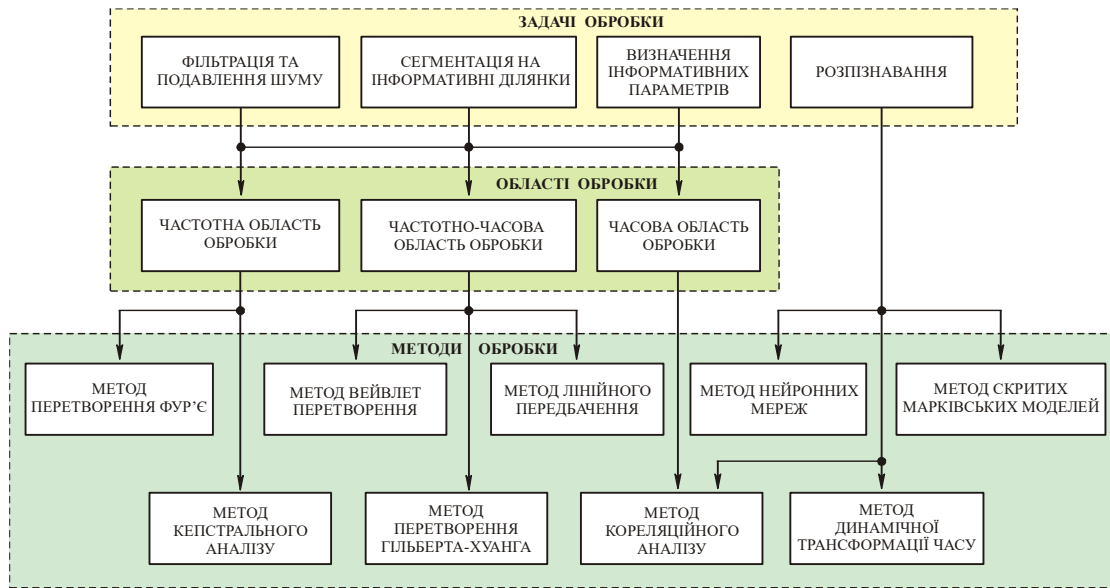 ЗАДАЧІ ОБРОБКИ
ФІЛЬТРАЦІЯ ТА
ПОДАВЛЕННЯ ШУМУ
СЕГМЕНТАЦІЯ НА
ІНФОРМАТИВНІ ДІЛЯНКИ
ВИЗНАЧЕННЯ
ІНФОРМАТИВНИХ
ПАРАМЕТРІВ
РОЗПІЗНАВАННЯ
ОБЛАСТІ ОБРОБКИ
ЧАСТОТНА ОБЛАСТЬ
ОБРОБКИ
ЧАСТОТНО-ЧАСОВА
ОБЛАСТЬ ОБРОБКИ
ЧАСОВА ОБЛАСТЬ
ОБРОБКИ
МЕТОДИ ОБРОБКИ
МЕТОД
ПЕРЕТВОРЕННЯ ФУР’Є
МЕТОД ВЕЙВЛЕТ
ПЕРЕТВОРЕННЯ
МЕТОД ЛІНІЙНОГО
ПЕРЕДБАЧЕННЯ
МЕТОД НЕЙРОННИХ
МЕРЕЖ
МЕТОД СКРИТИХ
МАРКІВСЬКИХ МОДЕЛЕЙ
МЕТОД
КЕПСТРАЛЬНОГО
АНАЛІЗУ
МЕТОД
ПЕРЕТВОРЕННЯ
ГІЛЬБЕРТА-ХУАНГА
МЕТОД
КОРЕЛЯЦІЙНОГО
АНАЛІЗУ
МЕТОД
ДИНАМІЧНОЇ
ТРАНСФОРМАЦІЇ ЧАСУ